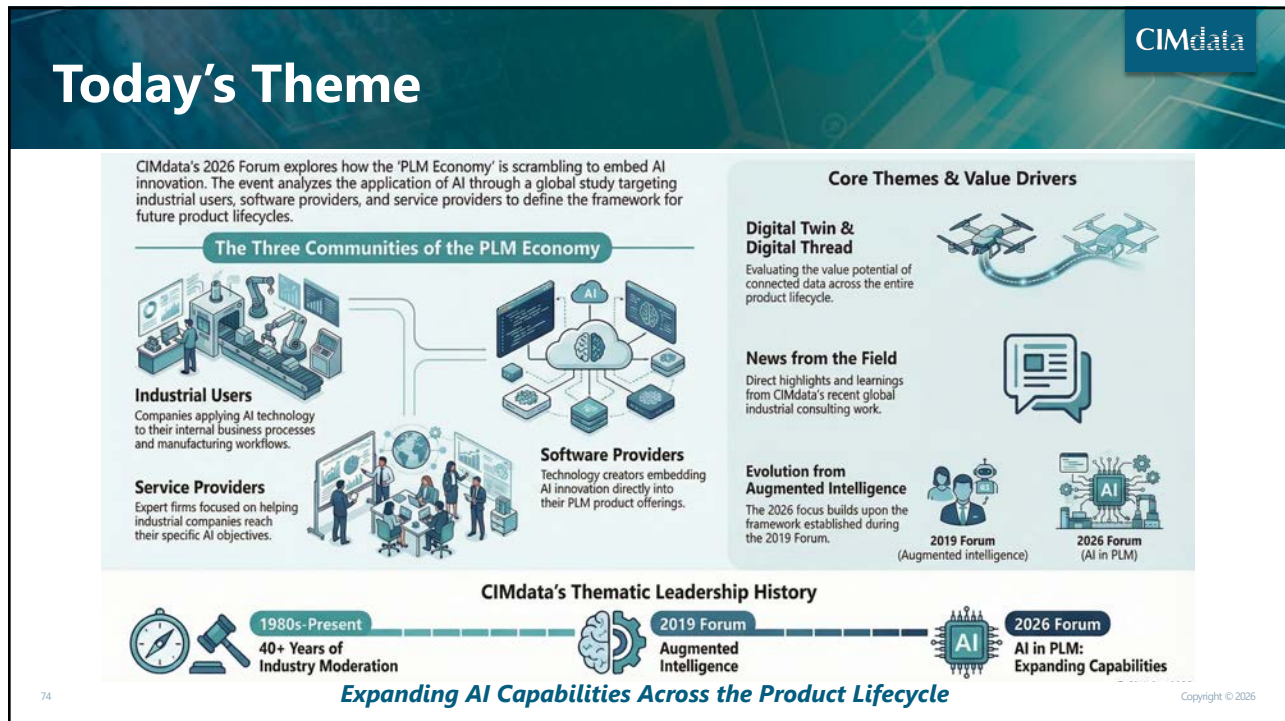 CIMdata
Today's Theme
CIMdata's 2026 Forum explores how the 'PLM Economy' is scrambling to embed AI
innovation. The event analyzes the application of AI through a global study targeting
industrial users, software providers, and service providers to define the framework for
future product lifecycles.
The Three Communities of the PLM Economy
AI
Industrial Users
Companies applying AI technology
to their internal business processes
and manufacturing workflows.
Software Providers
Technology creators embedding
AI innovation directly into
their PLM product offerings.
Service Providers
Expert firms focused on helping
industrial companies reach
their specific AI objectives.
Core Themes & Value Drivers
Digital Twin &
Digital Thread
Evaluating the value potential of
connected data across the entire
product lifecycle.
News from the Field
Direct highlights and learnings
from CIMdata's recent global
industrial consulting work.
Evolution from
Augmented Intelligence
The 2026 focus builds upon the
framework established during
the 2019 Forum.
2019 Forum
(Augmented intelligence)
AI
2026 Forum
(AI in PLM)
CIMdata's Thematic Leadership History
1980s-Present
40+ Years of
Industry Moderation
2019 Forum
Augmented
Intelligence
AI
2026 Forum
AI in PLM:
Expanding Capabilities
74
Expanding AI Capabilities Across the Product Lifecycle
Copyright © 2026